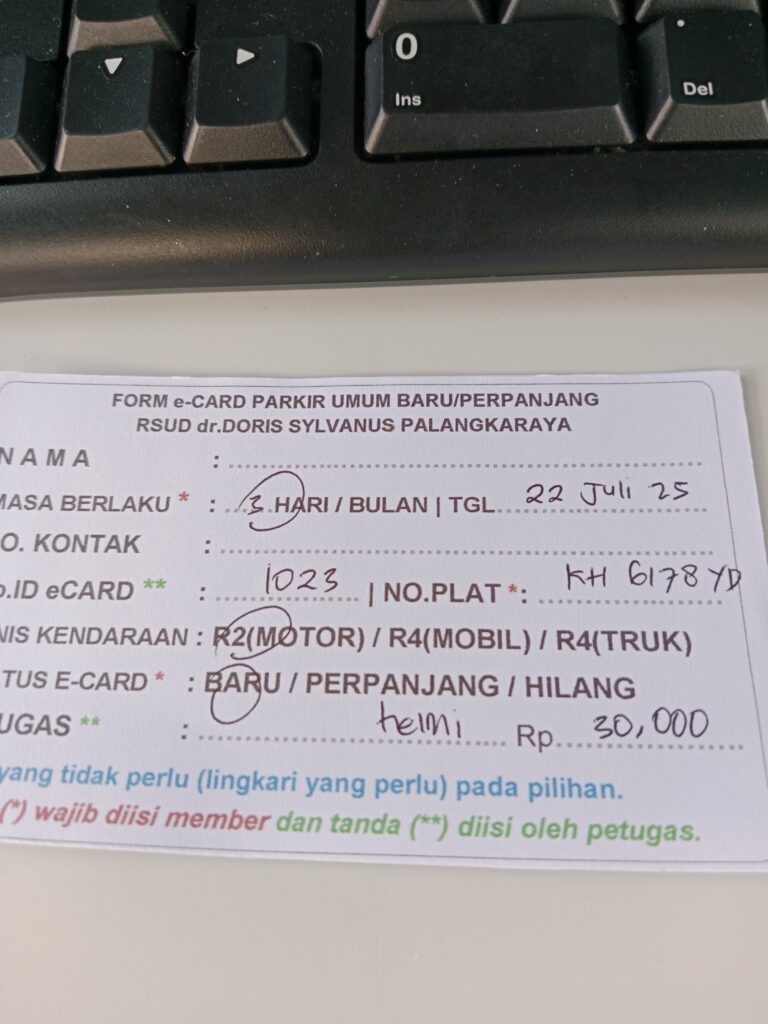 0
Ins
.
Del
FORM e-CARD PARKIR UMUM BARU/PERPANJANG
RSUD dr.DORIS SYLVANUS PALANGKARAYA
NAMA :
MASA BERLAKU * : 3 HARI / BULAN | TGL 22 Juli 25
O. KONTAK :
o.ID eCARD ** : 1023 | NO.PLAT *: KH 6178 YD
NIS KENDARAAN : R2(MOTOR) / R4(MOBIL) / R4(TRUK)
TUS E-CARD * : BARU / PERPANJANG / HILANG
UGAS ** : helmi Rp 30,000
yang tidak perlu (lingkari yang perlu) pada pilihan.
(*) wajib diisi member dan tanda (**) diisi oleh petugas.